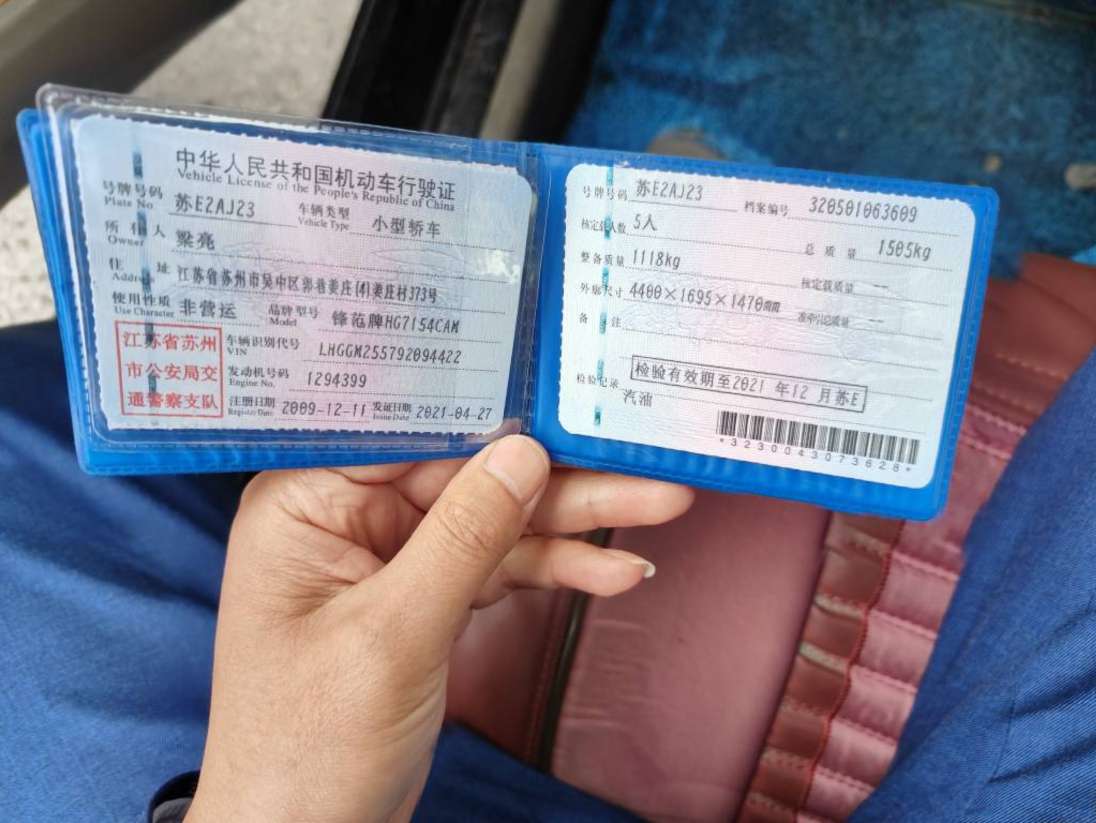 中华人民共和国机动车行驶证
Vehicle License of the People's Republic of China
号牌号码 苏E2AJ23 车辆类型 小型轿车
Plate No. Vehicle Type
所有人 梁亮
Owner
住址 江苏省苏州市吴中区郭巷姜庄(4)姜庄村373号
Address
使用性质 非营运 品牌型号 锋范牌HG7154CAM
Use Character Model
江苏省苏州
市公安局交
通警察支队
车辆识别代号 LHGGM255792094422
VIN
发动机号码 1294399
Engine No.
注册日期 2009-12-11 发证日期 2021-04-27
Register Date Issue Date
号牌号码 苏E2AJ23 档案编号 320501063609
核定载人数 5人 总质量 1505kg
整备质量 1118kg 核定载质量 --
外廓尺寸 4400×1695×1470mm 准牵引总质量 --
备注
检验有效期至2021年12月苏E
检验记录
汽油
*3230043073628*